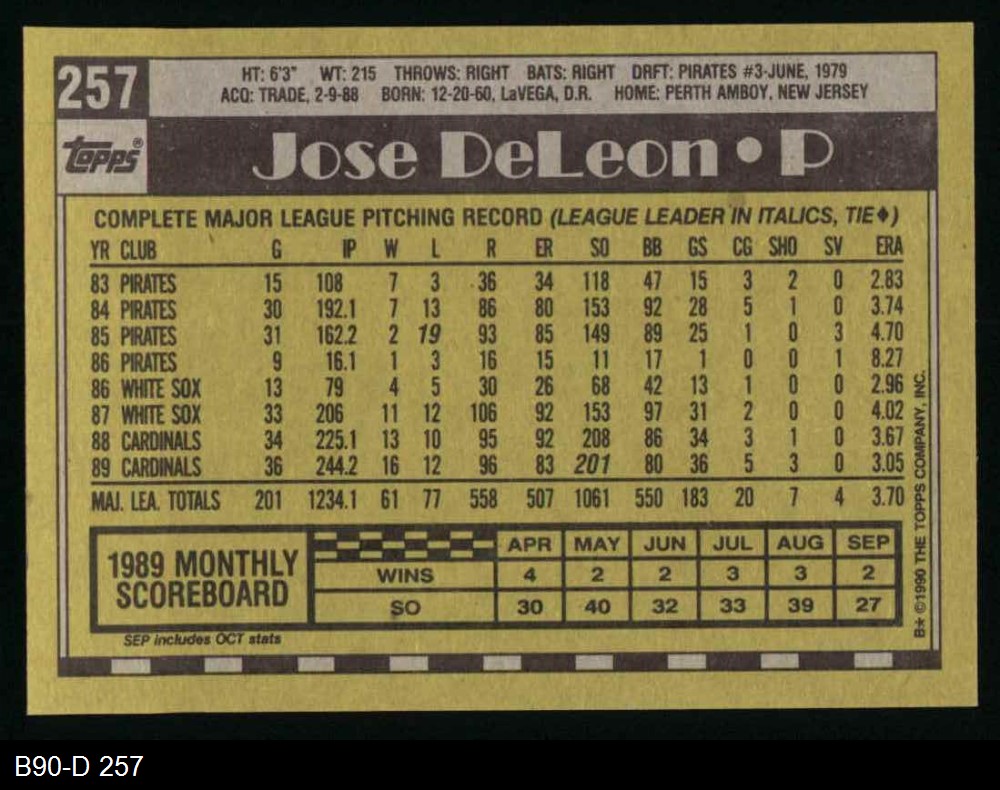 257
HT: 6'3" WT: 215 THROWS: RIGHT BATS: RIGHT DRFT: PIRATES #3-JUNE, 1979
ACQ: TRADE, 2-9-88 BORN: 12-20-60, LaVEGA, D.R. HOME: PERTH AMBOY, NEW JERSEY
Topps®
Jose DeLeon • P
COMPLETE MAJOR LEAGUE PITCHING RECORD (LEAGUE LEADER IN ITALICS, TIE♦)
YR CLUB G IP W L R ER SO BB GS CG SHO SV ERA
83 PIRATES 15 108 7 3 36 34 118 47 15 3 2 0 2.83
84 PIRATES 30 192.1 7 13 86 80 153 92 28 5 1 0 3.74
85 PIRATES 31 162.2 2 19 93 85 149 89 25 1 0 3 4.70
86 PIRATES 9 16.1 1 3 16 15 11 17 1 0 0 1 8.27
86 WHITE SOX 13 79 4 5 30 26 68 42 13 1 0 0 2.96
87 WHITE SOX 33 206 11 12 106 92 153 97 31 2 0 0 4.02
88 CARDINALS 34 225.1 13 10 95 92 208 86 34 3 1 0 3.67
89 CARDINALS 36 244.2 16 12 96 83 201 80 36 5 3 0 3.05
MAJ. LEA. TOTALS 201 1234.1 61 77 558 507 1061 550 183 20 7 4 3.70
1989 MONTHLY SCOREBOARD
APR MAY JUN JUL AUG SEP
WINS 4 2 2 3 3 2
SO 30 40 32 33 39 27
SEP includes OCT stats
B* ©1990 THE TOPPS COMPANY, INC.
B90-D 257